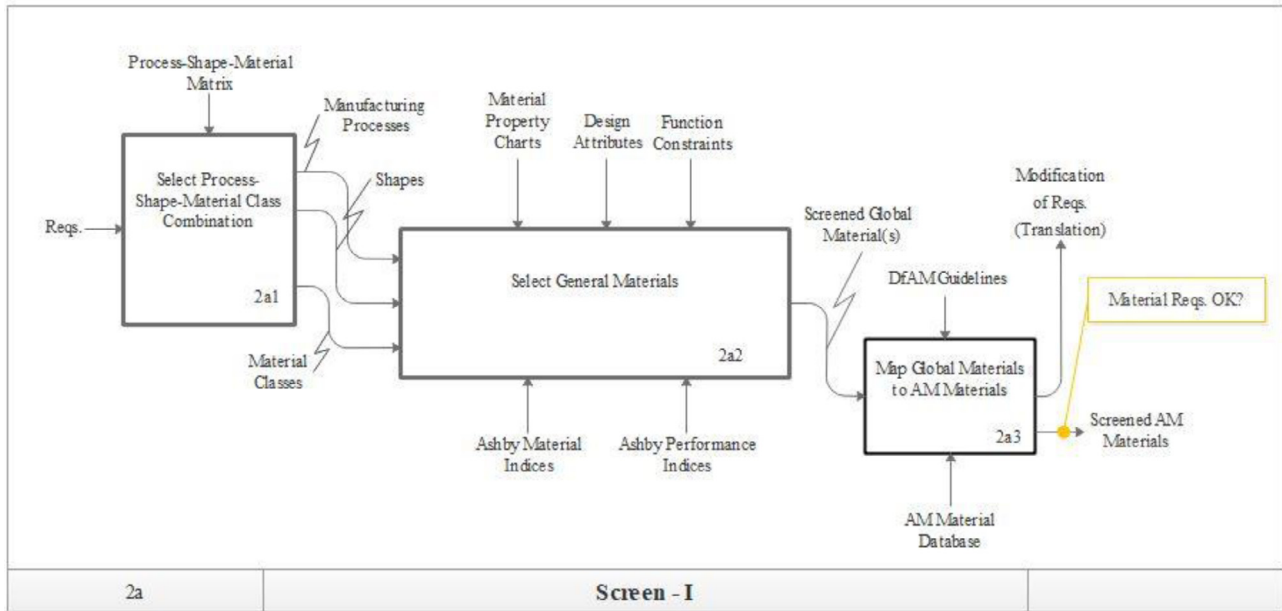 Process-Shape-Material
Matrix
Manufacturing
Processes
Material
Property
Charts
Design
Attributes
Function
Constraints
Select Process-
Shape-Material Class
Combination
Shapes
Modification
of Reqs.
(Translation)
Reqs.
Screened Global
Material(s)
2a1
Select General Materials
DfAM Guidelines
Material Reqs. OK?
2a2
Material
Classes
Map Global Materials
to AM Materials
2a3
Screened AM
Materials
Ashby Material
Indices
Ashby Performance
Indices
AM Material
Database
2a
Screen - I